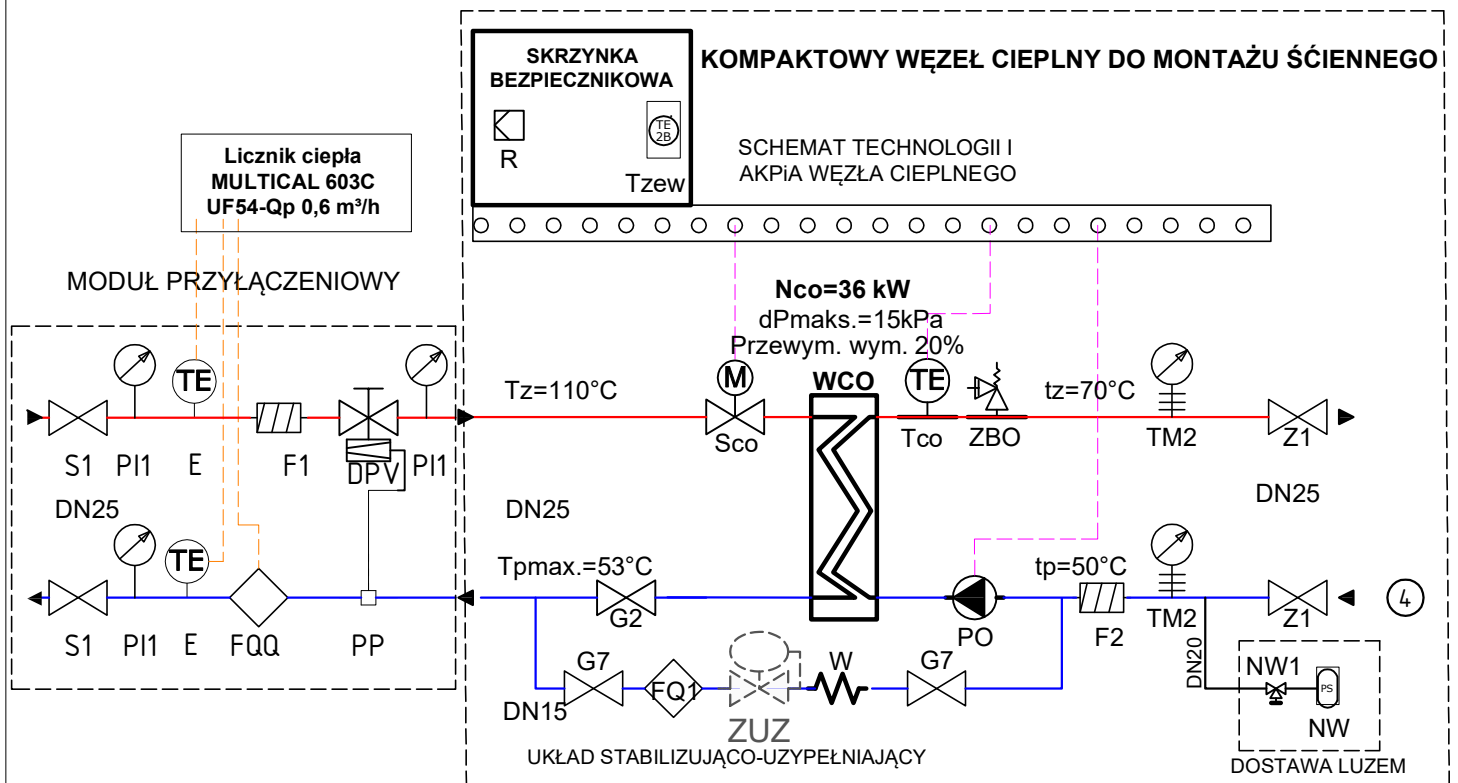 SKRZYNKA
BEZPIECZNIKOWA
KOMPAKTOWY WĘZEŁ CIEPLNY DO MONTAŻU ŚĆIENNEGO
TE
2B
R
Tzew
SCHEMAT TECHNOLOGII I
AKPiA WĘZŁA CIEPLNEGO
Licznik ciepła
MULTICAL 603C
UF54-Qp 0,6 m³/h
MODUŁ PRZYŁĄCZENIOWY
Nco=36 kW
dPmaks.=15kPa
Przewym. wym. 20%
TE
Tz=110°C
M
WCO
TE
tz=70°C
S1
PI1
E
F1
DPV
PI1
Sco
Tco
ZBO
TM2
Z1
DN25
DN25
DN25
TE
Tpmax.=53°C
tp=50°C
4
S1
PI1
E
FQQ
PP
G2
PO
F2
TM2
Z1
G7
FQ1
W
G7
DN20
NW1
PS
DN15
ZUZ
NW
UKŁAD STABILIZUJĄCO-UZYPEŁNIAJĄCY
DOSTAWA LUZEM